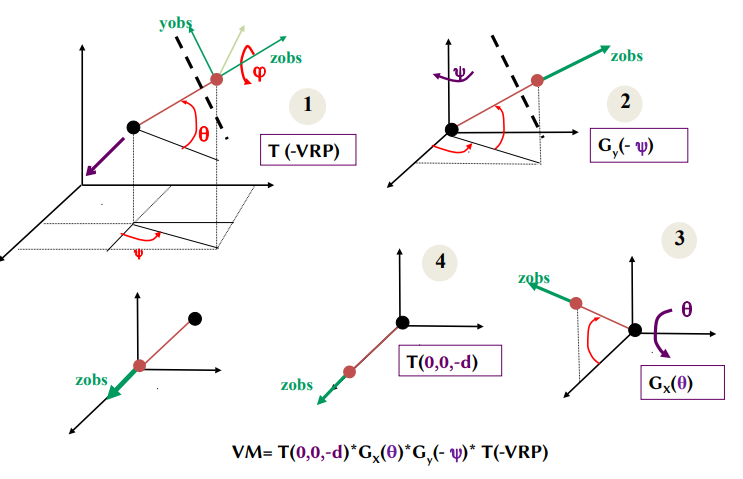 yobs
zobs
φ
θ
1
T (-VRP)
ψ
ψ
zobs
2
Gy(- ψ)
zobs
4
T(0,0,-d)
zobs
3
θ
Gx(θ)
zobs
VM= T(0,0,-d)*Gx(θ)*Gy(- ψ)* T(-VRP)